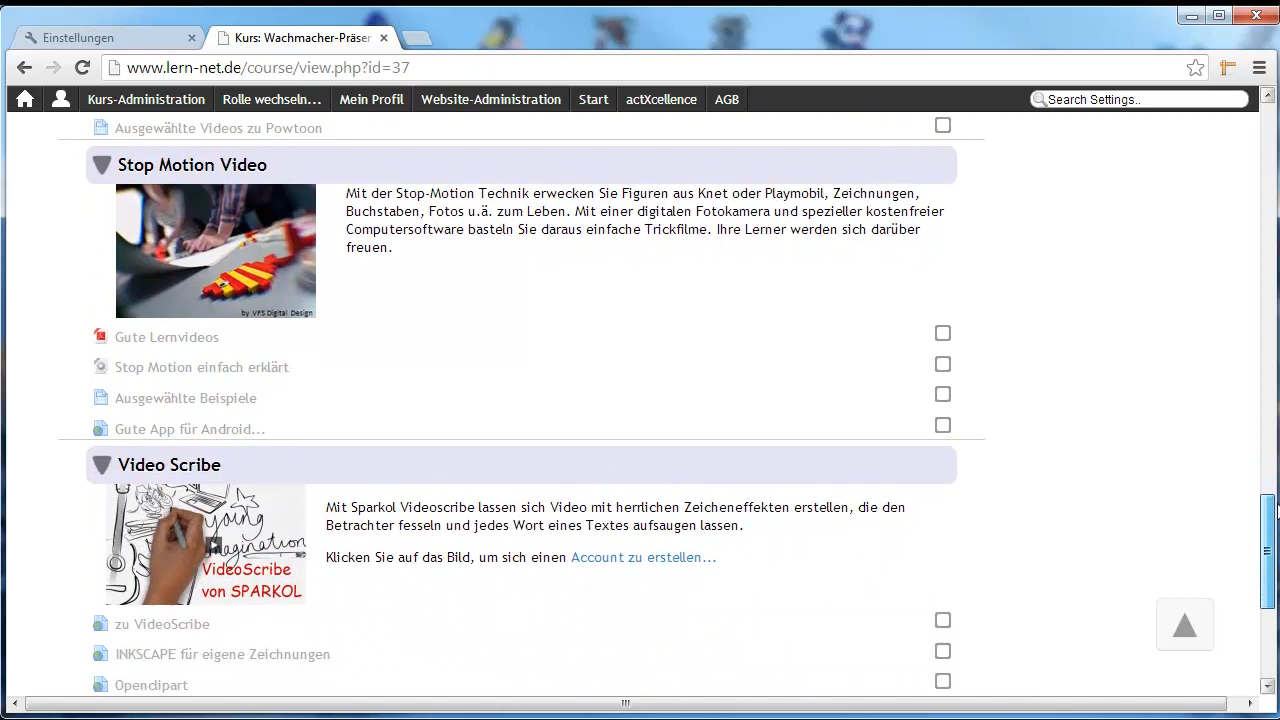 Einstellungen
Kurs: Wachmacher-Präser
www.lern-net.de/course/view.php?id=37
Kurs-Administration Rolle wechseln... Mein Profil Website-Administration Start actXcellence AGB Search Settings..
Ausgewählte Videos zu Powtoon
Stop Motion Video
Mit der Stop-Motion Technik erwecken Sie Figuren aus Knet oder Playmobil, Zeichnungen,
Buchstaben, Fotos u.ä. zum Leben. Mit einer digitalen Fotokamera und spezieller kostenfreier
Computersoftware basteln Sie daraus einfache Trickfilme. Ihre Lerner werden sich darüber
freuen.
by VPS Digital Design
Gute Lernvideos
Stop Motion einfach erklärt
Ausgewählte Beispiele
Gute App für Android...
Video Scribe
Mit Sparkol Videoscribe lassen sich Video mit herrlichen Zeicheneffekten erstellen, die den
Betrachter fesseln und jedes Wort eines Textes aufsaugen lassen.
Klicken Sie auf das Bild, um sich einen Account zu erstellen...
VideoScribe
von SPARKOL
zu VideoScribe
INKSCAPE für eigene Zeichnungen
Openclipart